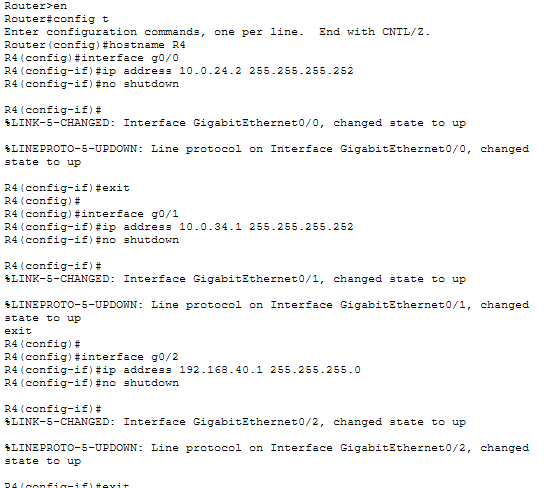 Router>en
Router#config t
Enter configuration commands, one per line.  End with CNTL/Z.
Router(config)#hostname R4
R4(config)#interface g0/0
R4(config-if)#ip address 10.0.24.2 255.255.255.252
R4(config-if)#no shutdown
R4(config-if)#
%LINK-5-CHANGED: Interface GigabitEthernet0/0, changed state to up
%LINEPROTO-5-UPDOWN: Line protocol on Interface GigabitEthernet0/0, changed
state to up
R4(config-if)#exit
R4(config)#
R4(config)#interface g0/1
R4(config-if)#ip address 10.0.34.1 255.255.255.252
R4(config-if)#no shutdown
R4(config-if)#
%LINK-5-CHANGED: Interface GigabitEthernet0/1, changed state to up
%LINEPROTO-5-UPDOWN: Line protocol on Interface GigabitEthernet0/1, changed
state to up
exit
R4(config)#
R4(config)#interface g0/2
R4(config-if)#ip address 192.168.40.1 255.255.255.0
R4(config-if)#no shutdown
R4(config-if)#
%LINK-5-CHANGED: Interface GigabitEthernet0/2, changed state to up
%LINEPROTO-5-UPDOWN: Line protocol on Interface GigabitEthernet0/2, changed
state to up
R4(config-if)#exit